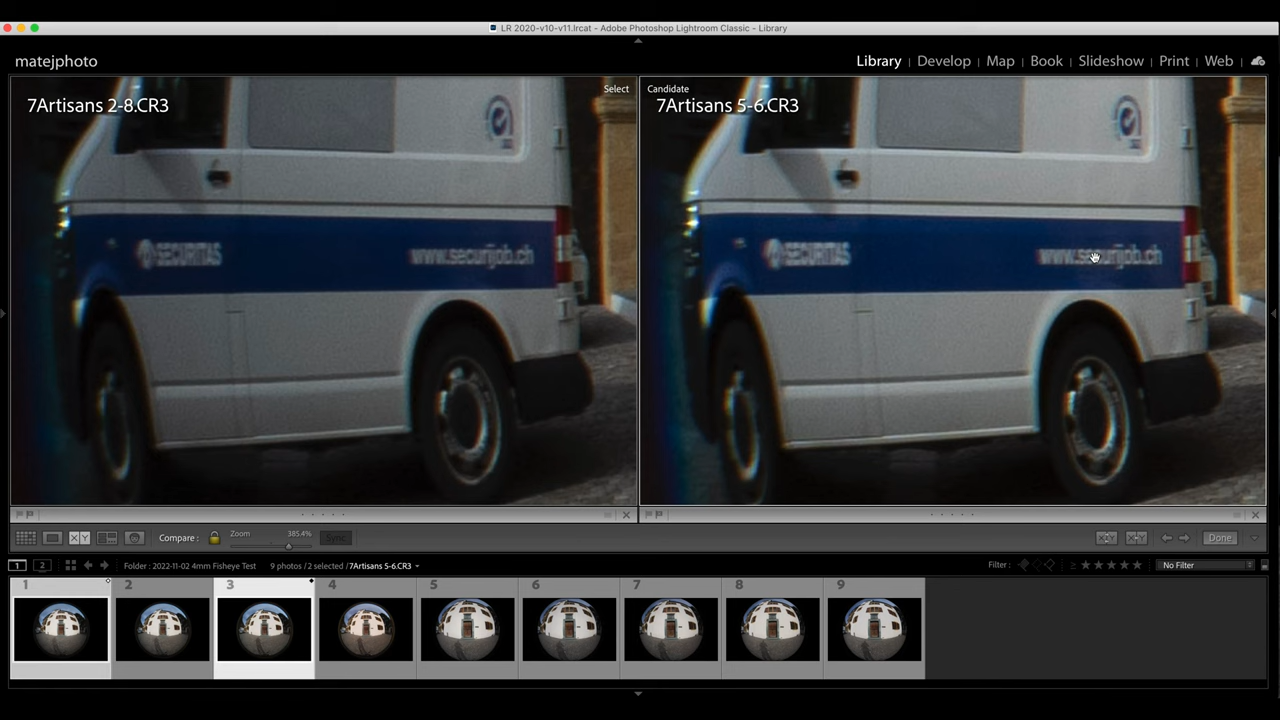 LR 2020-v10-v11.lrcat - Adobe Photoshop Lightroom Classic - Library
matejphoto
Library | Develop | Map | Book | Slideshow | Print | Web
Select
7Artisans 2-8.CR3
Candidate
7Artisans 5-6.CR3
SECURITAS
www.securijob.ch
SECURITAS
www.securijob.ch
XY
Compare :
Zoom
385.4%
Sync
Done
1
2
Folder : 2022-11-02 4mm Fisheye Test
9 photos / 2 selected / 7Artisans 5-6.CR3
Filter :
≥ ★★★★★
No Filter
1 2 3 4 5 6 7 8 9